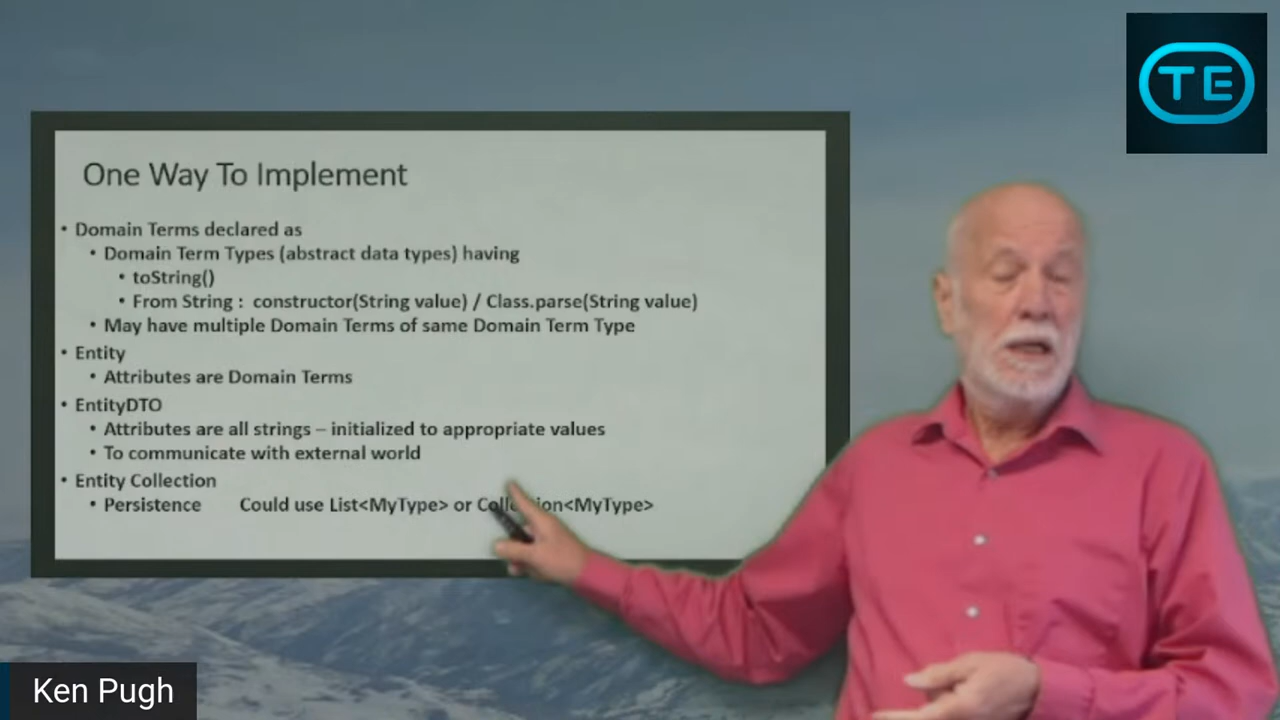 TE
One Way To Implement
• Domain Terms declared as
• Domain Term Types (abstract data types) having
• toString()
• From String : constructor(String value) / Class.parse(String value)
• May have multiple Domain Terms of same Domain Term Type
• Entity
• Attributes are Domain Terms
• EntityDTO
• Attributes are all strings – initialized to appropriate values
• To communicate with external world
• Entity Collection
• Persistence Could use List<MyType> or Collection<MyType>
Ken Pugh